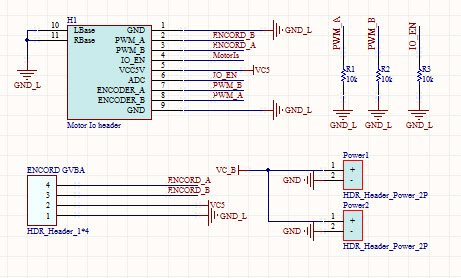 H1
10
11
LBase
RBase
GND
PWM_A
PWM_B
IO_EN
VCC5V
ADC
ENCODER_A
ENCODER_B
GND
1
2
3
4
5
6
7
8
9
ENCORD_B
ENCORD_A
MotorIs
IO_EN
PWM_B
PWM_A
GND_L
VC5
GND_L
GND_L
Motor Io header
PWM_A
PWM_B
IO_EN
R1
10k
R2
10k
R3
10k
GND_L
GND_L
GND_L
ENCORD GVBA
4
3
2
1
ENCORD_A
ENCORD_B
VC5
GND_L
HDR_Header_1*4
VC_B
Power1
1
2
+
-
GND
HDR_Header_Power_2P
Power2
1
2
+
-
GND
HDR_Header_Power_2P